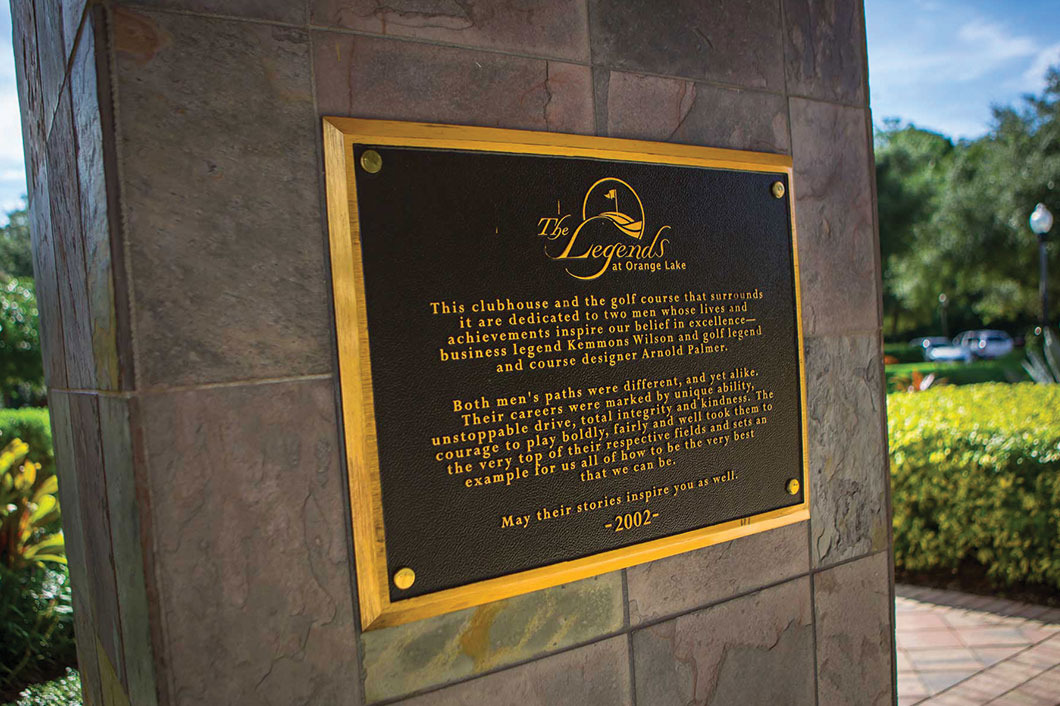 The
Legends
at Orange Lake
This clubhouse and the golf course that surrounds
it are dedicated to two men whose lives and
achievements inspire our belief in excellence—
business legend Kemmons Wilson and golf legend
and course designer Arnold Palmer.
Both men's paths were different, and yet alike.
Their careers were marked by unique ability,
unstoppable drive, total integrity and kindness. The
courage to play boldly, fairly and well took them to
the very top of their respective fields and sets an
example for us all of how to be the very best
that we can be.
May their stories inspire you as well.
-2002-